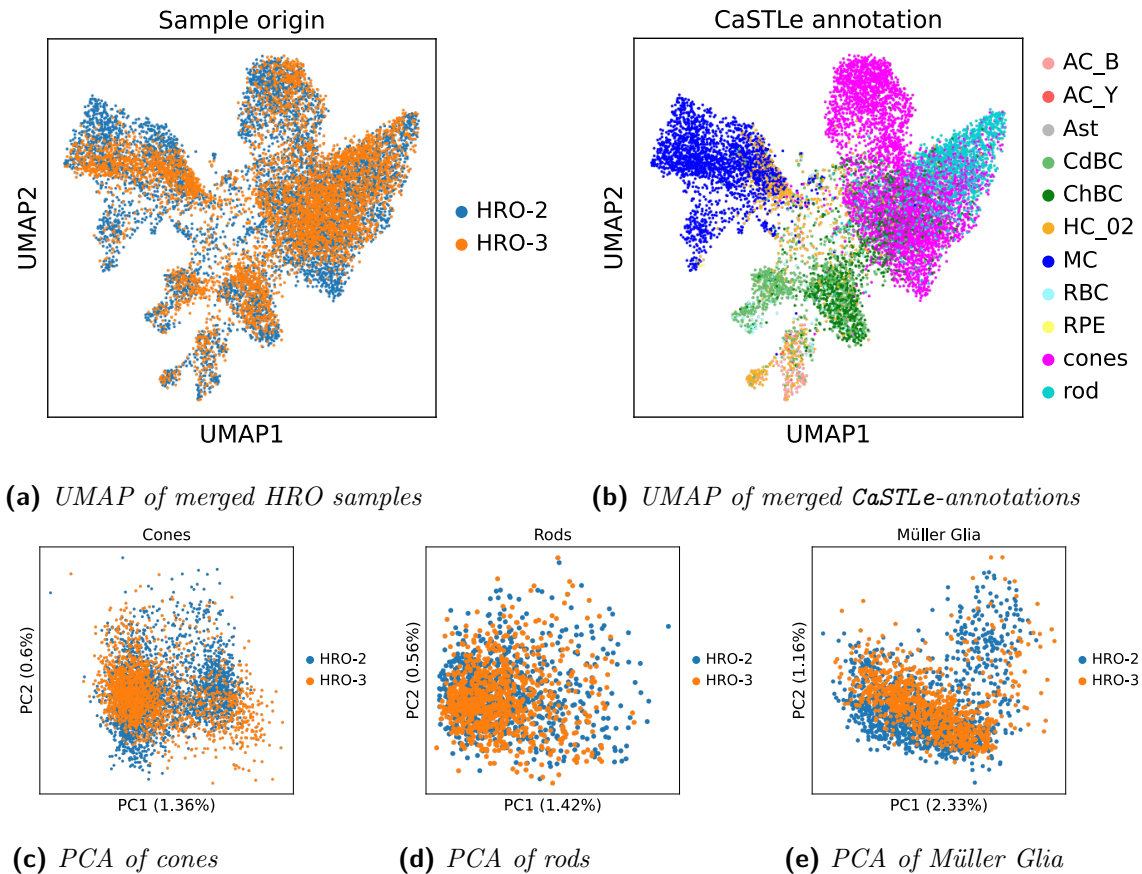 Sample origin
UMAP2
UMAP1
HRO-2
HRO-3
CaSTLe annotation
UMAP2
UMAP1
AC_B
AC_Y
Ast
CdBC
ChBC
HC_02
MC
RBC
RPE
cones
rod
(a) UMAP of merged HRO samples
(b) UMAP of merged CaSTLe-annotations
Cones
PC2 (0.6%)
PC1 (1.36%)
HRO-2
HRO-3
Rods
PC2 (0.56%)
PC1 (1.42%)
HRO-2
HRO-3
Müller Glia
PC2 (1.16%)
PC1 (2.33%)
HRO-2
HRO-3
(c) PCA of cones
(d) PCA of rods
(e) PCA of Müller Glia